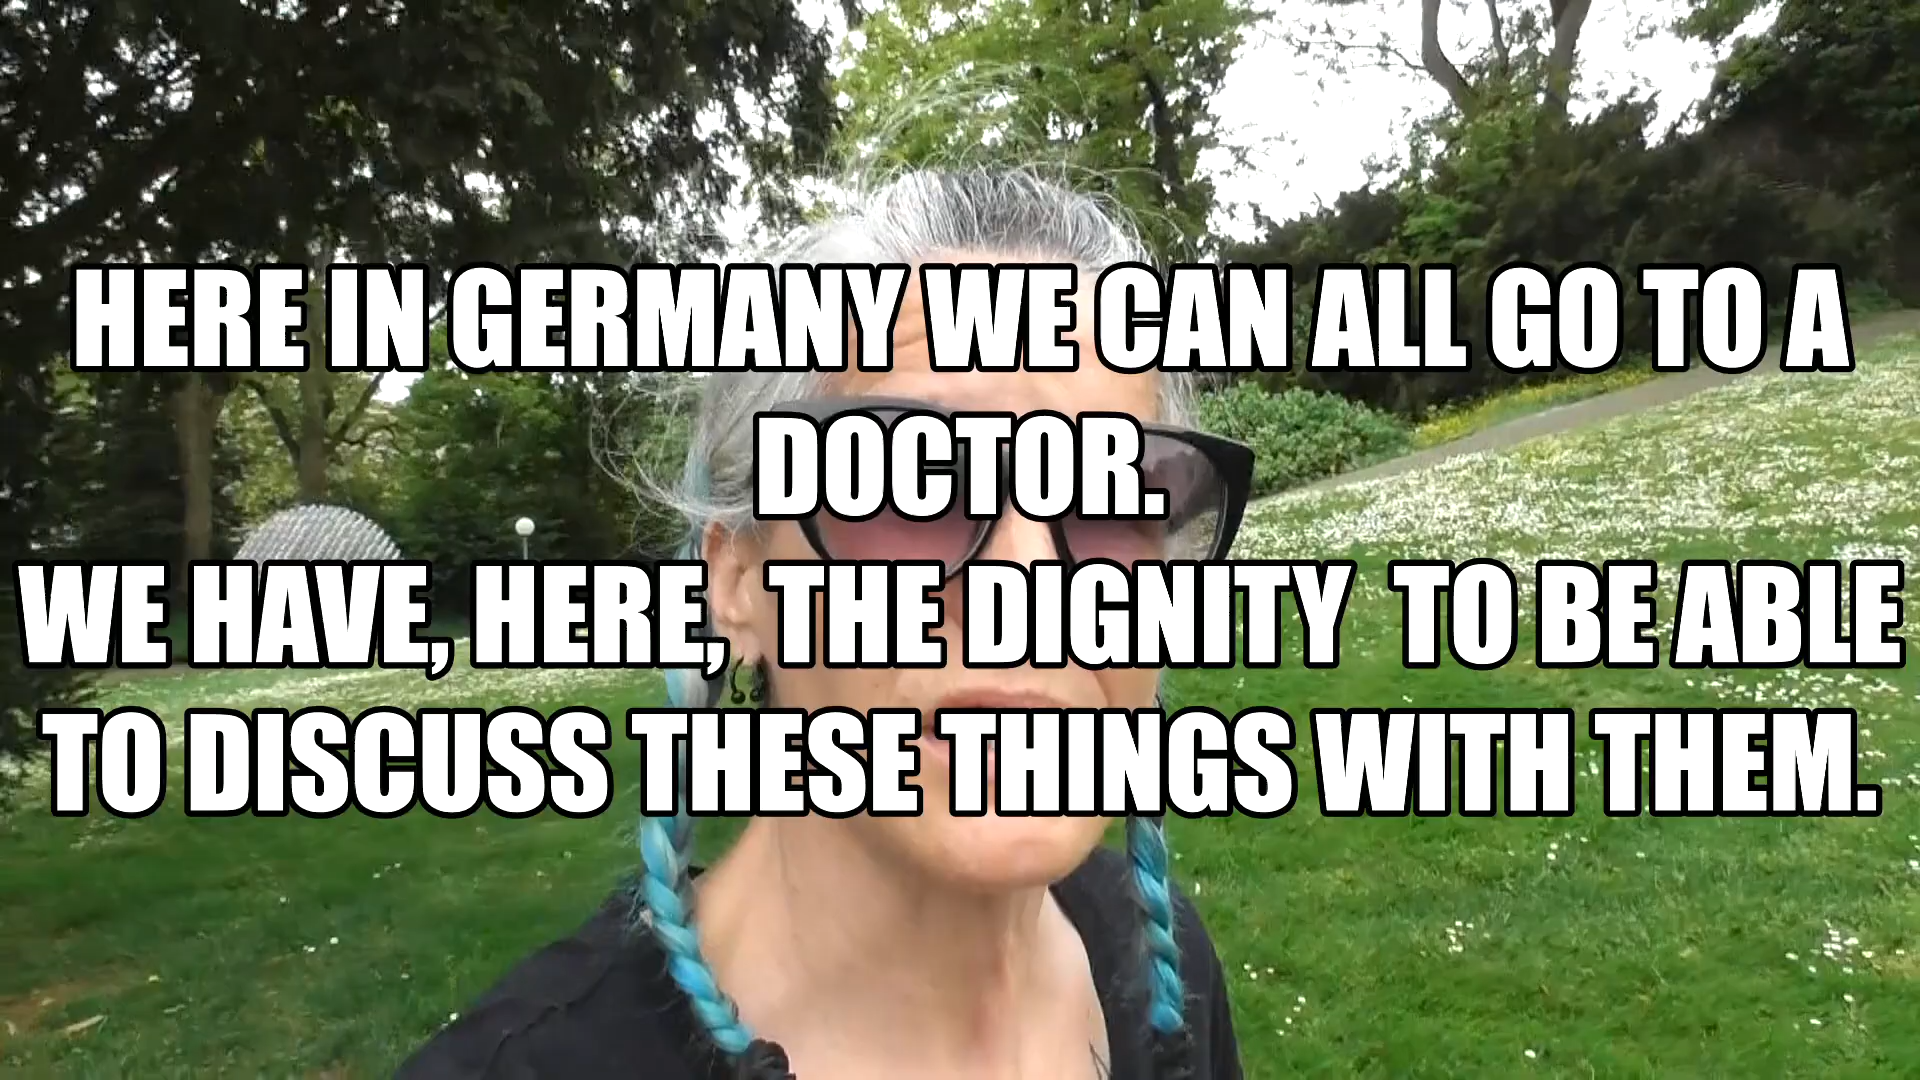 HERE IN GERMANY WE CAN ALL GO TO A
DOCTOR.
WE HAVE, HERE,  THE DIGNITY  TO BE ABLE
TO DISCUSS THESE THINGS WITH THEM.